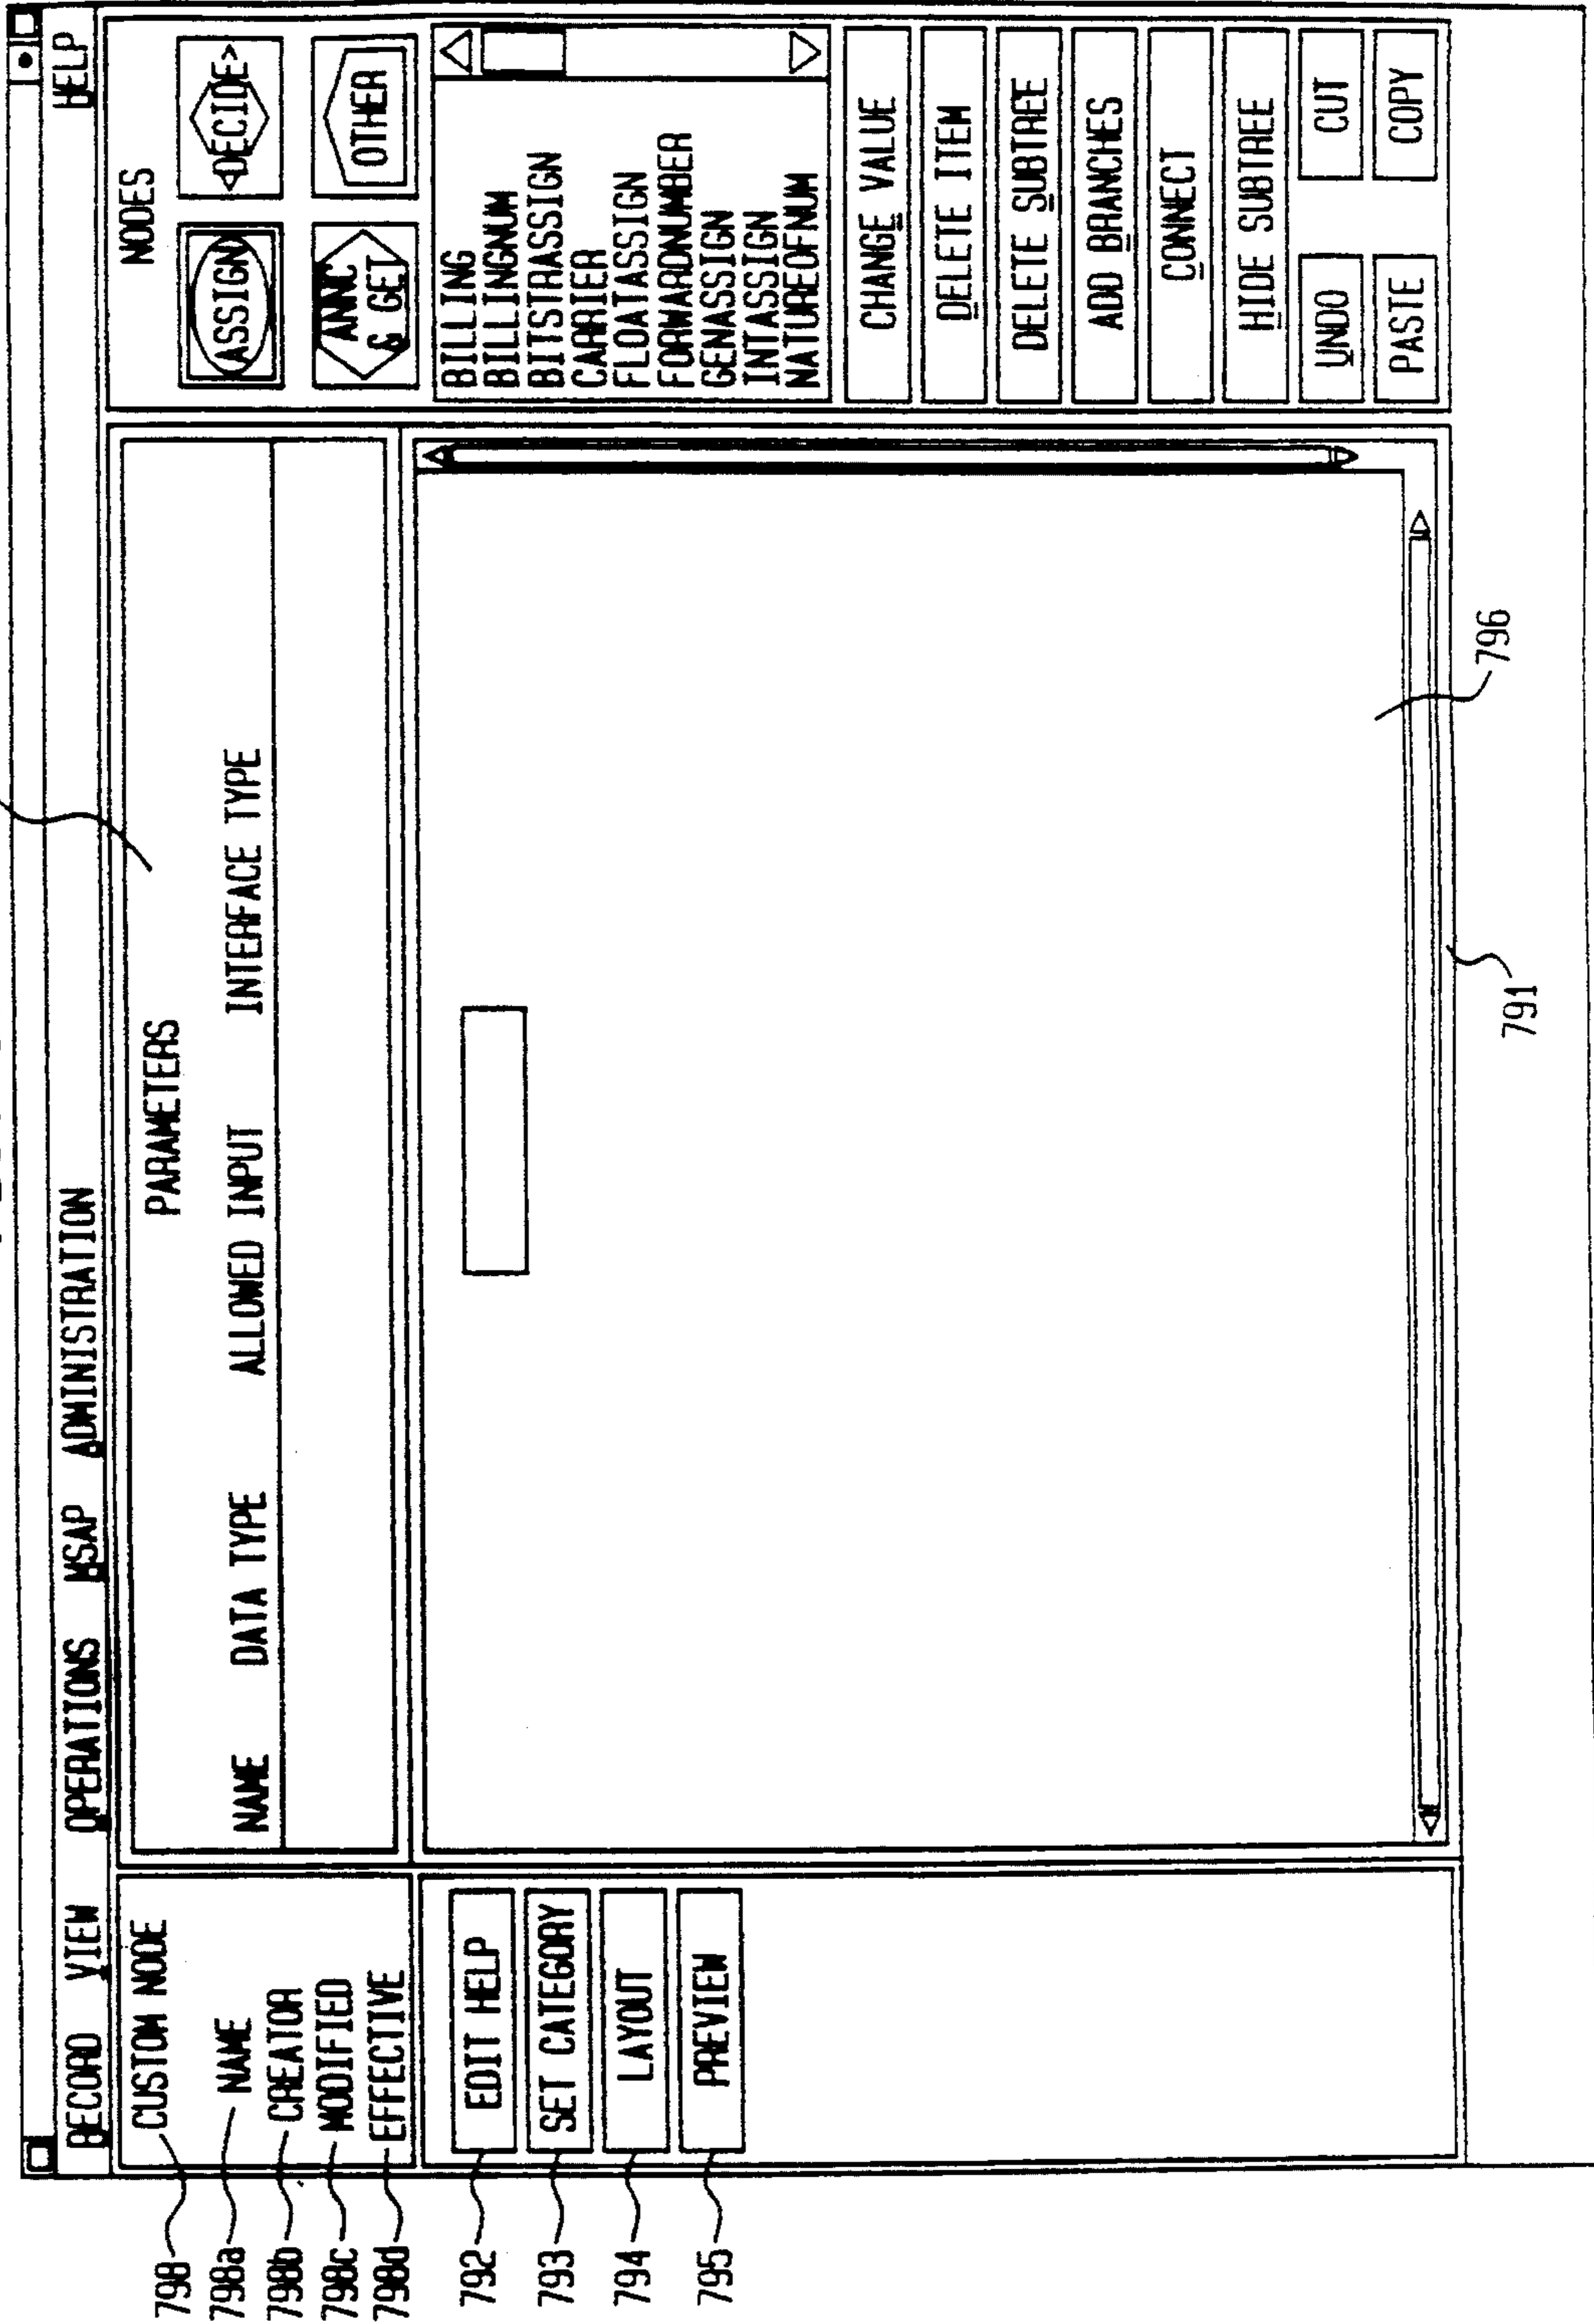 RECORD VIEW OPERATIONS MSAP ADMINISTRATION HELP
798 CUSTOM NODE
798a NAME
798b CREATOR
798c MODIFIED
798d EFFECTIVE
PARAMETERS
NAME DATA TYPE ALLOWED INPUT INTERFACE TYPE
NODES
ASSIGN <DECIDE>
ANNC & GET OTHER
792 EDIT HELP
793 SET CATEGORY
794 LAYOUT
795 PREVIEW
BILLING
BILLINGNUM
BITSTRASSIGN
CARRIER
FLOATASSIGN
FORWARDNUMBER
GENASSIGN
INTASSIGN
NATUREOFNUM
CHANGE VALUE
DELETE ITEM
DELETE SUBTREE
ADD BRANCHES
CONNECT
HIDE SUBTREE
UNDO CUT
PASTE COPY
796
791